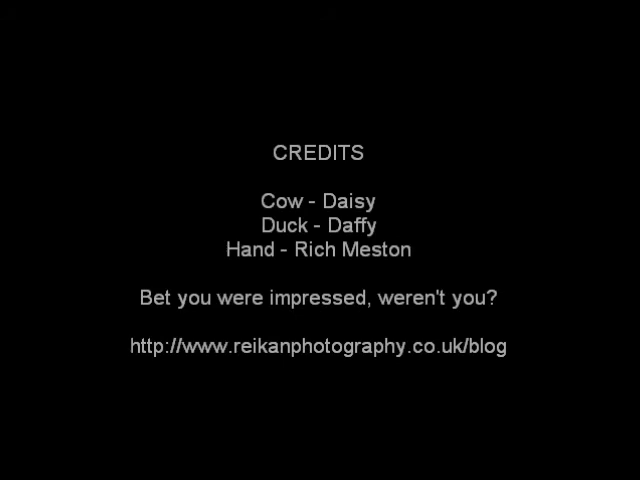 CREDITS
Cow - Daisy
Duck - Daffy
Hand - Rich Meston
Bet you were impressed, weren't you?
http://www.reikanphotography.co.uk/blog